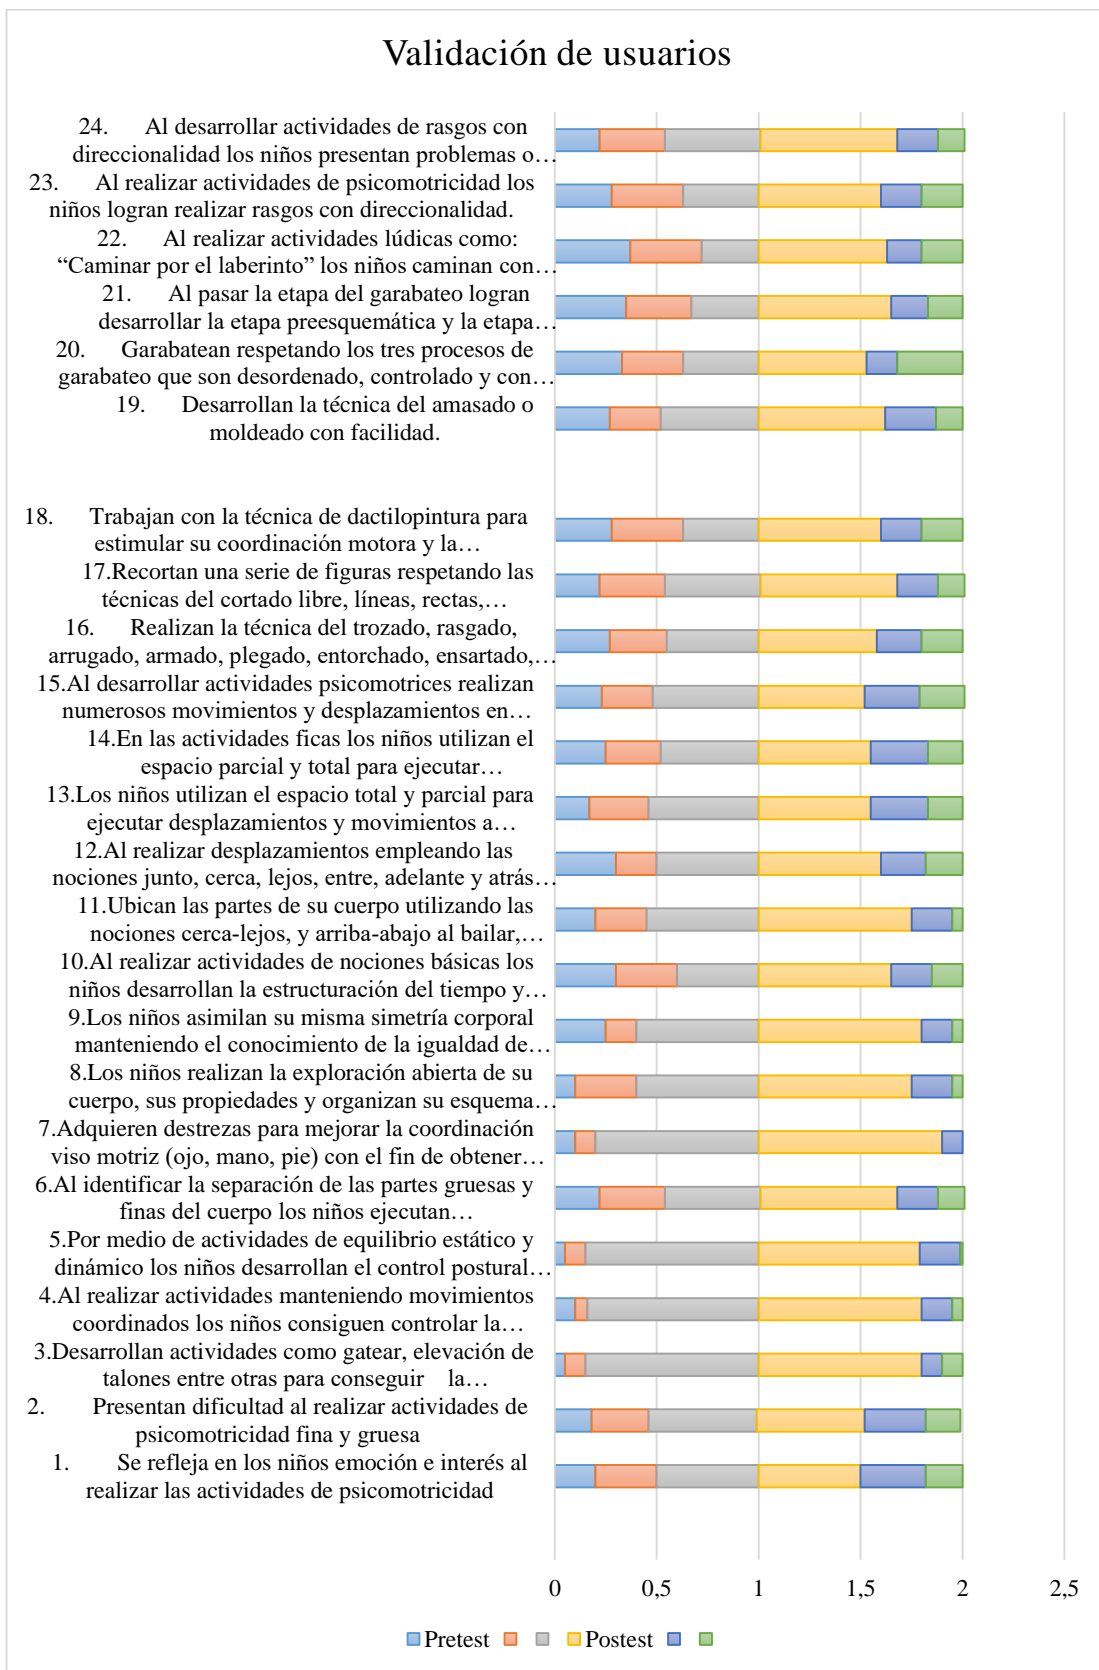 Validación de usuarios
24. Al desarrollar actividades de rasgos con
direccionalidad los niños presentan problemas o…
23. Al realizar actividades de psicomotricidad los
niños logran realizar rasgos con direccionalidad.
22. Al realizar actividades lúdicas como:
“Caminar por el laberinto” los niños caminan con…
21. Al pasar la etapa del garabateo logran
desarrollar la etapa preesquemática y la etapa…
20. Garabatean respetando los tres procesos de
garabateo que son desordenado, controlado y con…
19. Desarrollan la técnica del amasado o
moldeado con facilidad.
18. Trabajan con la técnica de dactilopintura para
estimular su coordinación motora y la…
17.Recortan una serie de figuras respetando las
técnicas del cortado libre, líneas, rectas,…
16. Realizan la técnica del trozado, rasgado,
arrugado, armado, plegado, entorchado, ensartado,…
15.Al desarrollar actividades psicomotrices realizan
numerosos movimientos y desplazamientos en…
14.En las actividades ficas los niños utilizan el
espacio parcial y total para ejecutar…
13.Los niños utilizan el espacio total y parcial para
ejecutar desplazamientos y movimientos a…
12.Al realizar desplazamientos empleando las
nociones junto, cerca, lejos, entre, adelante y atrás…
11.Ubican las partes de su cuerpo utilizando las
nociones cerca-lejos, y arriba-abajo al bailar,…
10.Al realizar actividades de nociones básicas los
niños desarrollan la estructuración del tiempo y…
9.Los niños asimilan su misma simetría corporal
manteniendo el conocimiento de la igualdad de…
8.Los niños realizan la exploración abierta de su
cuerpo, sus propiedades y organizan su esquema…
7.Adquieren destrezas para mejorar la coordinación
viso motriz (ojo, mano, pie) con el fin de obtener…
6.Al identificar la separación de las partes gruesas y
finas del cuerpo los niños ejecutan…
5.Por medio de actividades de equilibrio estático y
dinámico los niños desarrollan el control postural…
4.Al realizar actividades manteniendo movimientos
coordinados los niños consiguen controlar la…
3.Desarrollan actividades como gatear, elevación de
talones entre otras para conseguir la…
2. Presentan dificultad al realizar actividades de
psicomotricidad fina y gruesa
1. Se refleja en los niños emoción e interés al
realizar las actividades de psicomotricidad
0 0,5 1 1,5 2 2,5
Pretest Postest